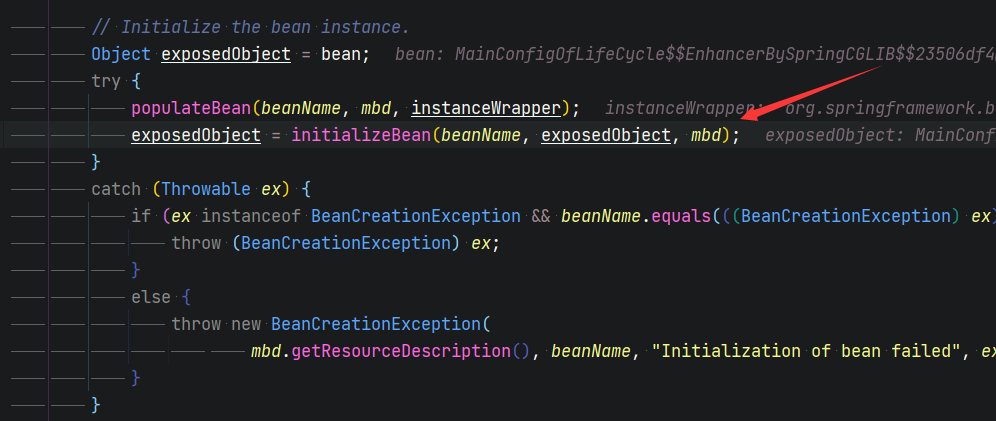 // Initialize the bean instance.
Object exposedObject = bean; bean: MainConfigOfLifeCycle$$EnhancerBySpringCGLIB$$23506df4
try {
populateBean(beanName, mbd, instanceWrapper); instanceWrapper: org.springframework.b
exposedObject = initializeBean(beanName, exposedObject, mbd); exposedObject: MainConf
}
catch (Throwable ex) {
if (ex instanceof BeanCreationException && beanName.equals(((BeanCreationException) ex)
throw (BeanCreationException) ex;
}
else {
throw new BeanCreationException(
mbd.getResourceDescription(), beanName, "Initialization of bean failed", ex
}
}